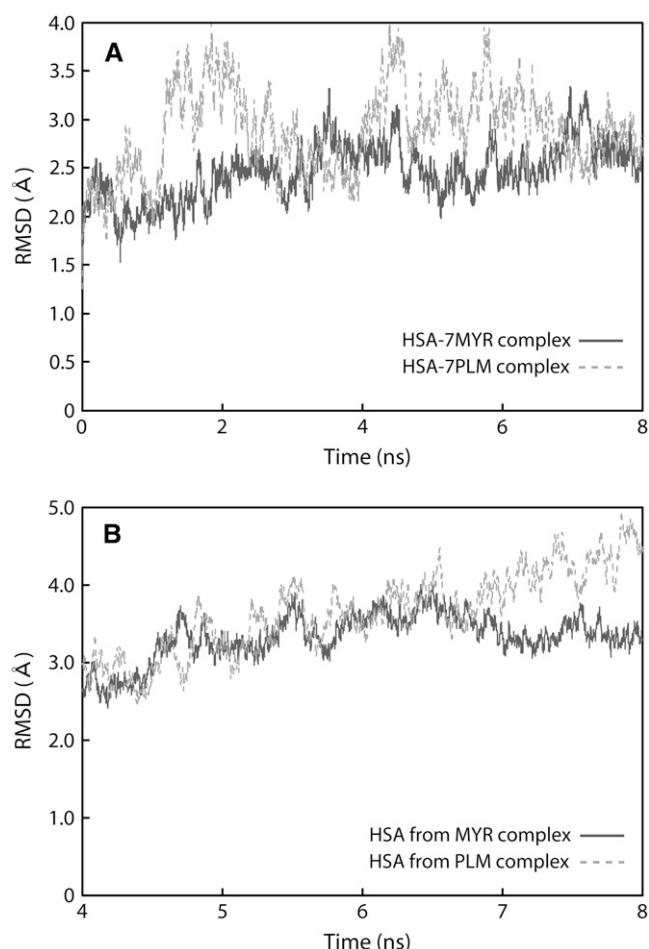 A
4.0
3.5
3.0
2.5
2.0
1.5
1.0
0.5
0
RMSD (Å)
HSA-7MYR complex
HSA-7PLM complex
0 2 4 6 8
Time (ns)
B
5.0
4.0
3.0
2.0
1.0
0
RMSD (Å)
HSA from MYR complex
HSA from PLM complex
4 5 6 7 8
Time (ns)